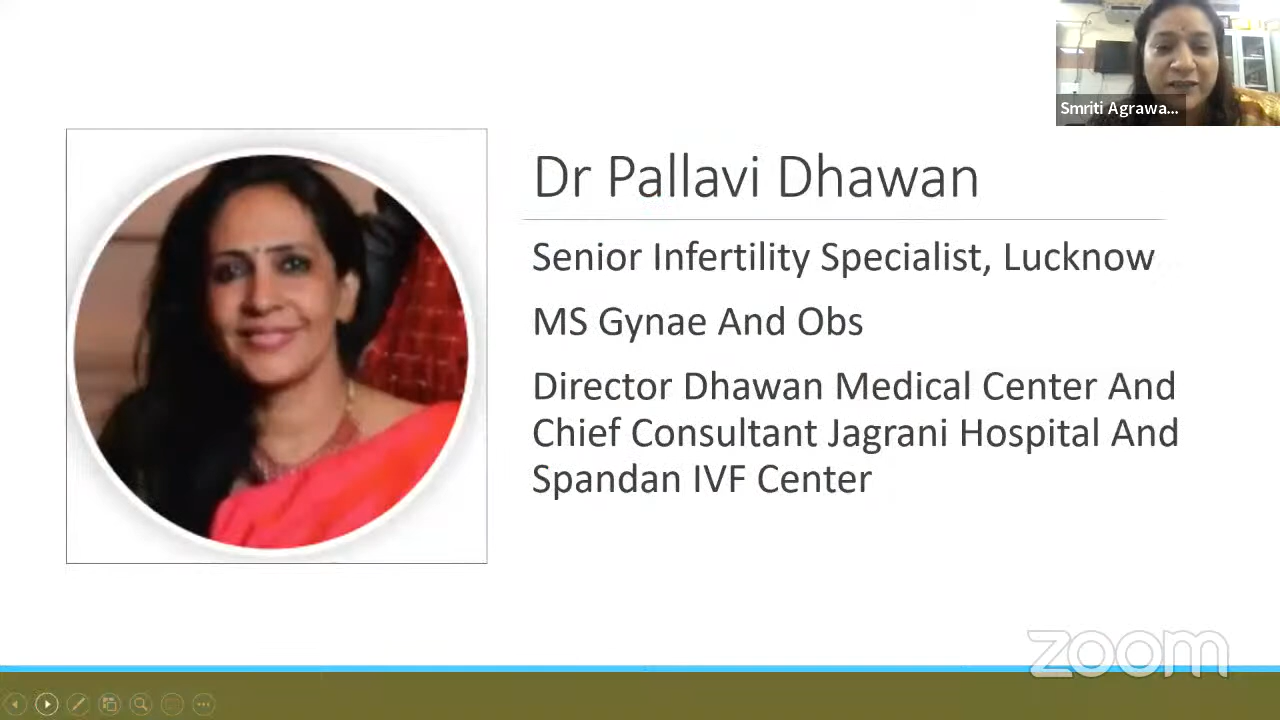 Smriti Agrawa...
Dr Pallavi Dhawan
Senior Infertility Specialist, Lucknow
MS Gynae And Obs
Director Dhawan Medical Center And
Chief Consultant Jagrani Hospital And
Spandan IVF Center
zoom